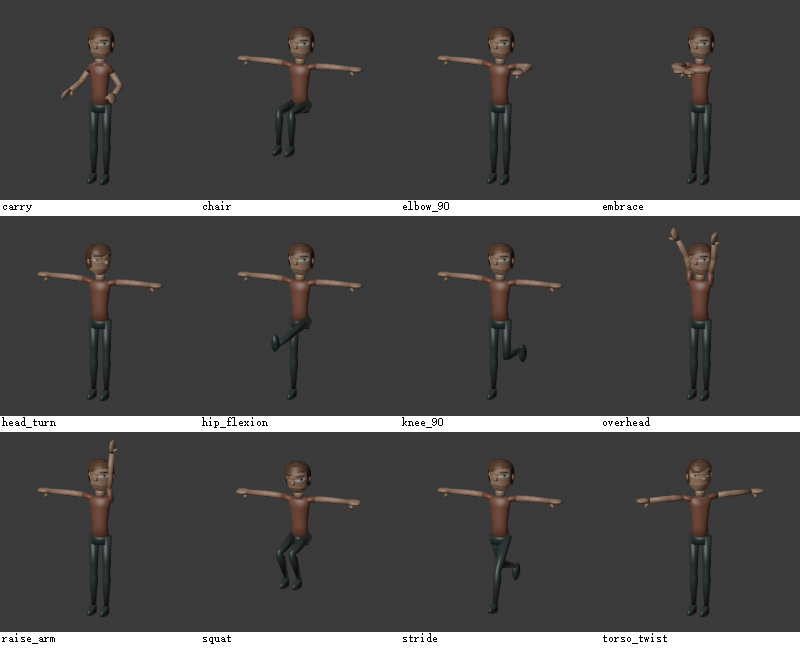 carry
chair
elbow_90
embrace
head_turn
hip_flexion
knee_90
overhead
raise_arm
squat
stride
torso_twist